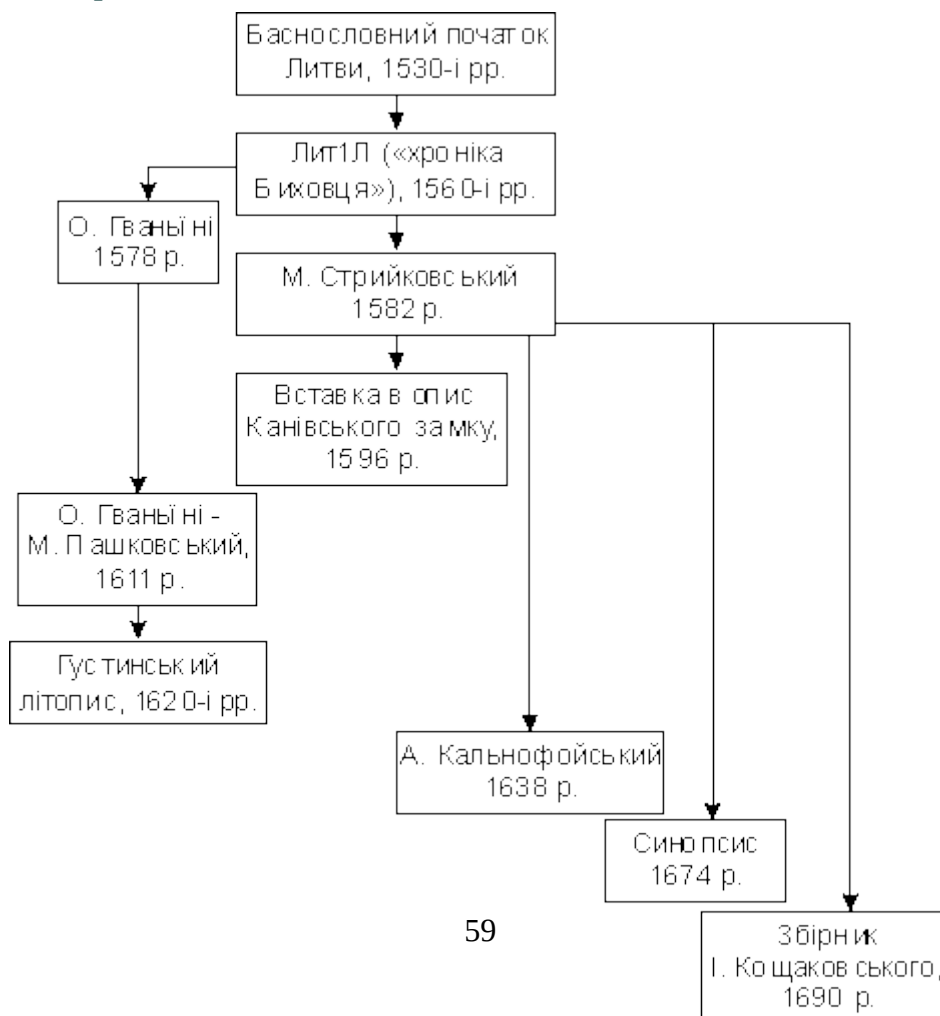 Баснословний початок
Литви, 1530-і рр.
Лит1Л («хроніка
Биховця»), 1560-і рр.
О. Гваньїні
1578 р.
М. Стрийковський
1582 р.
Вставка в опис
Канівського замку,
1596 р.
О. Гваньїні -
М. Пашковський,
1611 р.
Густинський
літопис, 1620-і рр.
А. Кальнофойський
1638 р.
Синопсис
1674 р.
59
Збірник
І. Кощаковського,
1690 р.